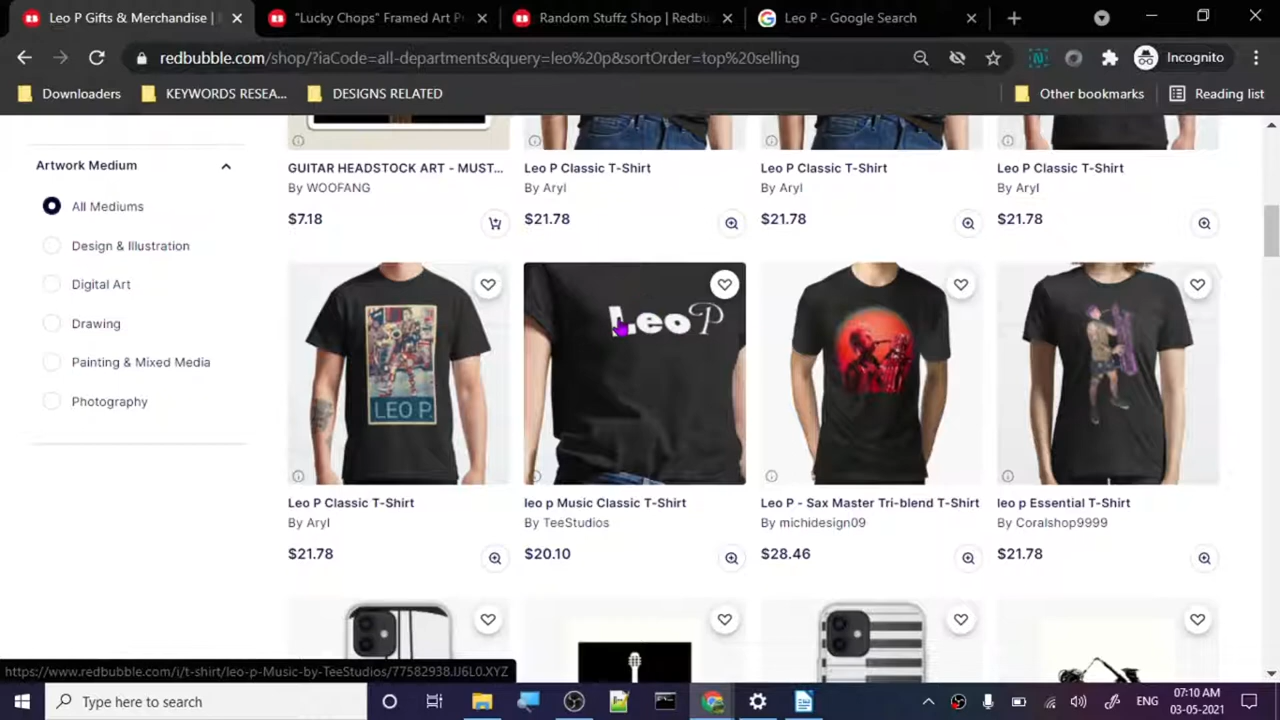 Leo P Gifts & Merchandise |
"Lucky Chops" Framed Art Pr
Random Stuffz Shop | Redbu
Leo P - Google Search
redbubble.com/shop/?iaCode=all-departments&query=leo%20p&sortOrder=top%20selling
Incognito
Downloaders
KEYWORDS RESEA...
DESIGNS RELATED
Other bookmarks
Reading list
Artwork Medium
All Mediums
Design & Illustration
Digital Art
Drawing
Painting & Mixed Media
Photography
GUITAR HEADSTOCK ART - MUST...
By WOOFANG
$7.18
Leo P Classic T-Shirt
By Aryl
$21.78
Leo P Classic T-Shirt
By Aryl
$21.78
Leo P Classic T-Shirt
By Aryl
$21.78
LEO P.
Leo P
Leo P Classic T-Shirt
By Aryl
$21.78
leo p Music Classic T-Shirt
By TeeStudios
$20.10
Leo P - Sax Master Tri-blend T-Shirt
By michidesign09
$28.46
leo p Essential T-Shirt
By Coralshop9999
$21.78
https://www.redbubble.com/i/t-shirt/leo-p-Music-by-TeeStudios/77582938.IJ6L0.XYZ
Type here to search
ENG
07:10 AM
03-05-2021